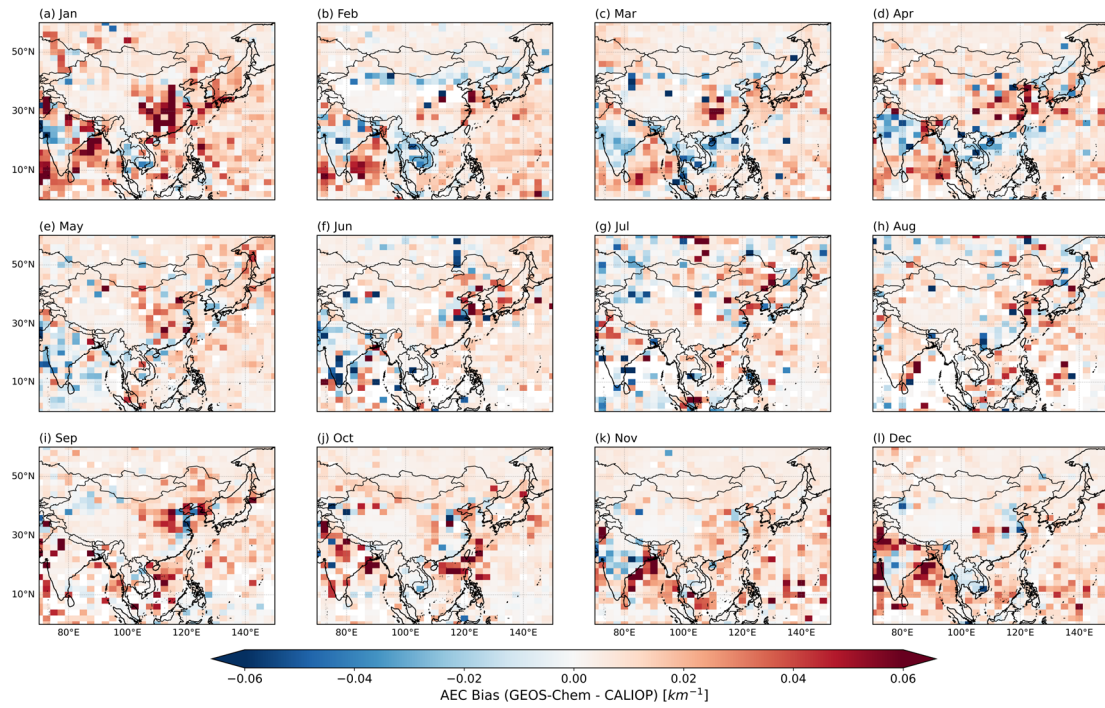 (a) Jan
(b) Feb
(c) Mar
(d) Apr
50°N
30°N
10°N
(e) May
(f) Jun
(g) Jul
(h) Aug
50°N
30°N
10°N
(i) Sep
(j) Oct
(k) Nov
(l) Dec
50°N
30°N
10°N
80°E 100°E 120°E 140°E
80°E 100°E 120°E 140°E
80°E 100°E 120°E 140°E
80°E 100°E 120°E 140°E
−0.06 −0.04 −0.02 0.00 0.02 0.04 0.06
AEC Bias (GEOS-Chem - CALIOP) [km⁻¹]